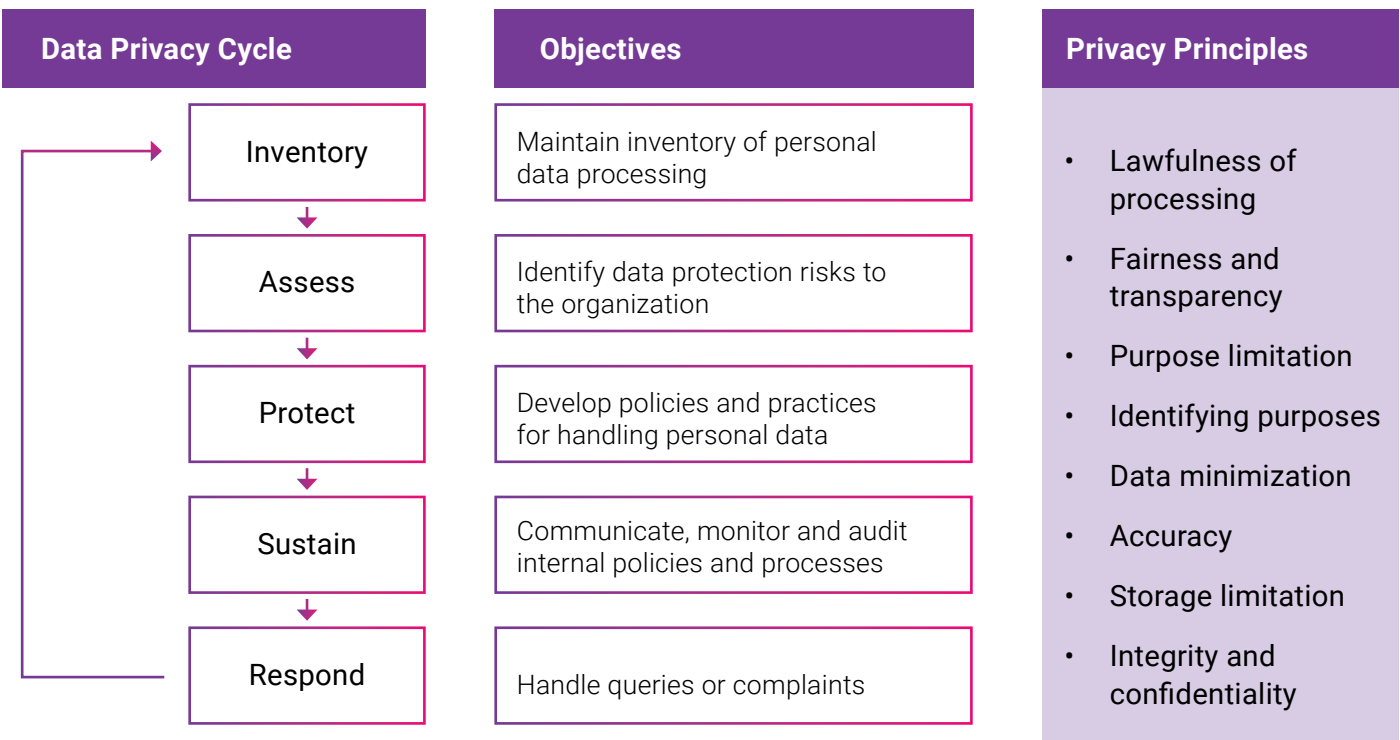 Data Privacy Cycle
Objectives
Privacy Principles
Inventory
Maintain inventory of personal
data processing
Assess
Identify data protection risks to
the organization
Protect
Develop policies and practices
for handling personal data
Sustain
Communicate, monitor and audit
internal policies and processes
Respond
Handle queries or complaints
• Lawfulness of
processing
• Fairness and
transparency
• Purpose limitation
• Identifying purposes
• Data minimization
• Accuracy
• Storage limitation
• Integrity and
confidentiality